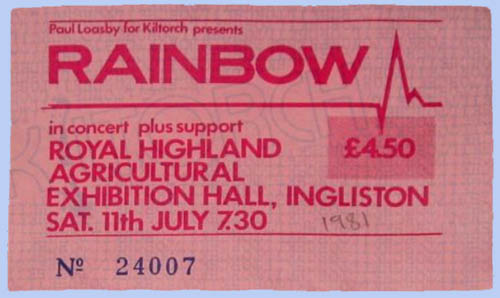 Paul Loasby for Kiltorch presents
RAINBOW
in concert plus support
ROYAL HIGHLAND
AGRICULTURAL
EXHIBITION HALL, INGLISTON
SAT. 11th JULY 7.30
£4.50
1981
Nº 24007